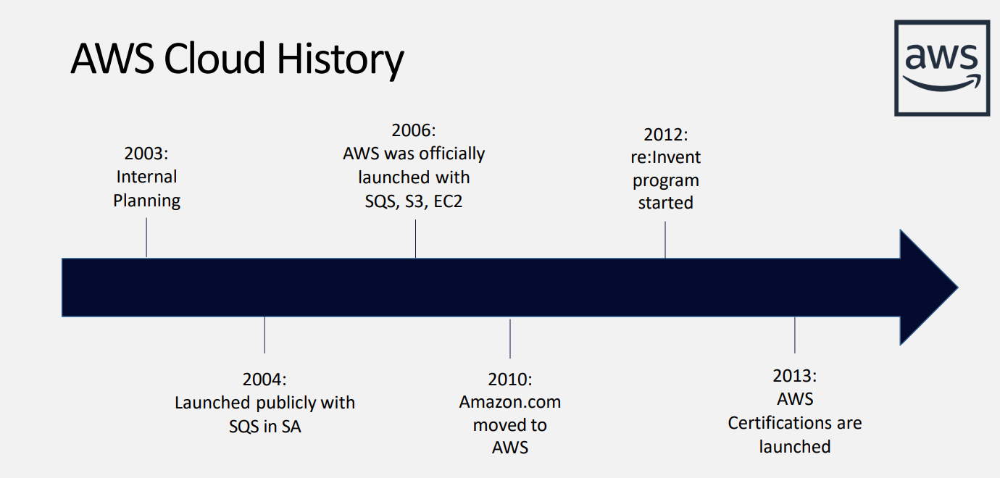 AWS Cloud History
aws
2003:
Internal
Planning
2006:
AWS was officially
launched with
SQS, S3, EC2
2012:
re:Invent
program
started
2004:
Launched publicly with
SQS in SA
2010:
Amazon.com
moved to
AWS
2013:
AWS
Certifications are
launched